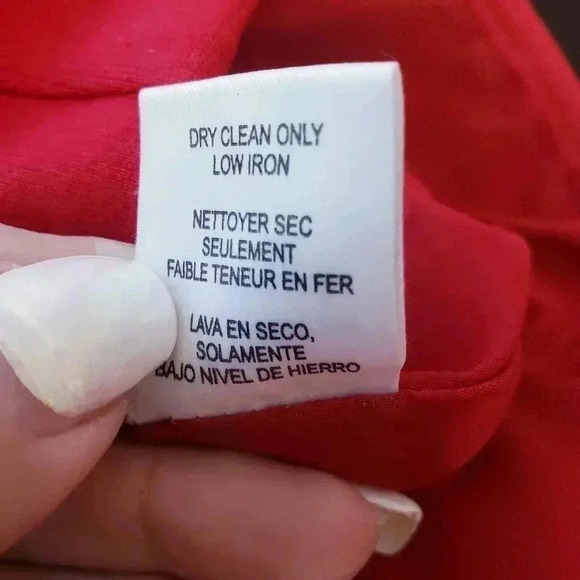 DRY CLEAN ONLY
LOW IRON
NETTOYER SEC
SEULEMENT
FAIBLE TENEUR EN FER
LAVA EN SECO,
SOLAMENTE
BAJO NIVEL DE HIERRO